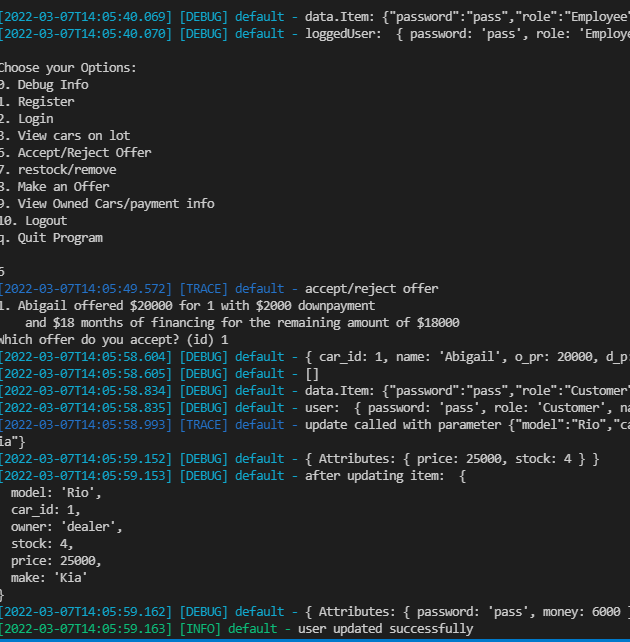 [2022-03-07T14:05:40.069] [DEBUG] default - data.Item: {"password":"pass","role":"Employee"
[2022-03-07T14:05:40.070] [DEBUG] default - loggedUser:  { password: 'pass', role: 'Employe
Choose your Options:
0. Debug Info
1. Register
2. Login
3. View cars on lot
6. Accept/Reject Offer
7. restock/remove
8. Make an Offer
9. View Owned Cars/payment info
10. Logout
q. Quit Program
6
[2022-03-07T14:05:49.572] [TRACE] default - accept/reject offer
1. Abigail offered $20000 for 1 with $2000 downpayment
    and $18 months of financing for the remaining amount of $18000
Which offer do you accept? (id) 1
[2022-03-07T14:05:58.604] [DEBUG] default - { car_id: 1, name: 'Abigail', o_pr: 20000, d_p:
[2022-03-07T14:05:58.605] [DEBUG] default - []
[2022-03-07T14:05:58.834] [DEBUG] default - data.Item: {"password":"pass","role":"Customer"
[2022-03-07T14:05:58.835] [DEBUG] default - user:  { password: 'pass', role: 'Customer', na
[2022-03-07T14:05:58.993] [TRACE] default - update called with parameter {"model":"Rio","ca
ia"}
[2022-03-07T14:05:59.152] [DEBUG] default - { Attributes: { price: 25000, stock: 4 } }
[2022-03-07T14:05:59.153] [DEBUG] default - after updating item:  {
  model: 'Rio',
  car_id: 1,
  owner: 'dealer',
  stock: 4,
  price: 25000,
  make: 'Kia'
}
[2022-03-07T14:05:59.162] [DEBUG] default - { Attributes: { password: 'pass', money: 6000 }
[2022-03-07T14:05:59.163] [INFO] default - user updated successfully